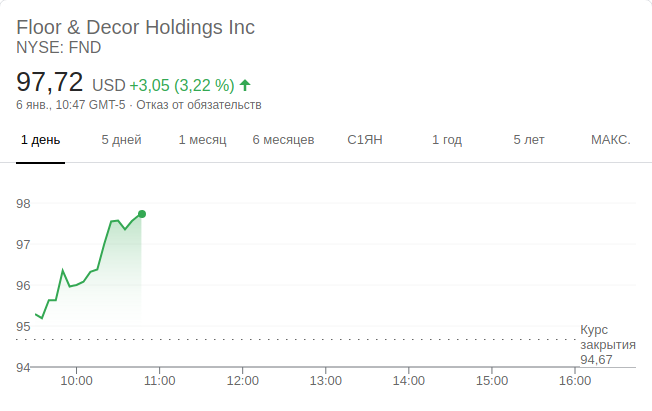 Floor & Decor Holdings Inc
NYSE: FND
97,72 USD +3,05 (3,22 %)
6 янв., 10:47 GMT-5 · Отказ от обязательств
1 день 5 дней 1 месяц 6 месяцев С1ЯН 1 год 5 лет МАКС.
98
97
96
95
Курс
закрытия
94,67
94
10:00 11:00 12:00 13:00 14:00 15:00 16:00